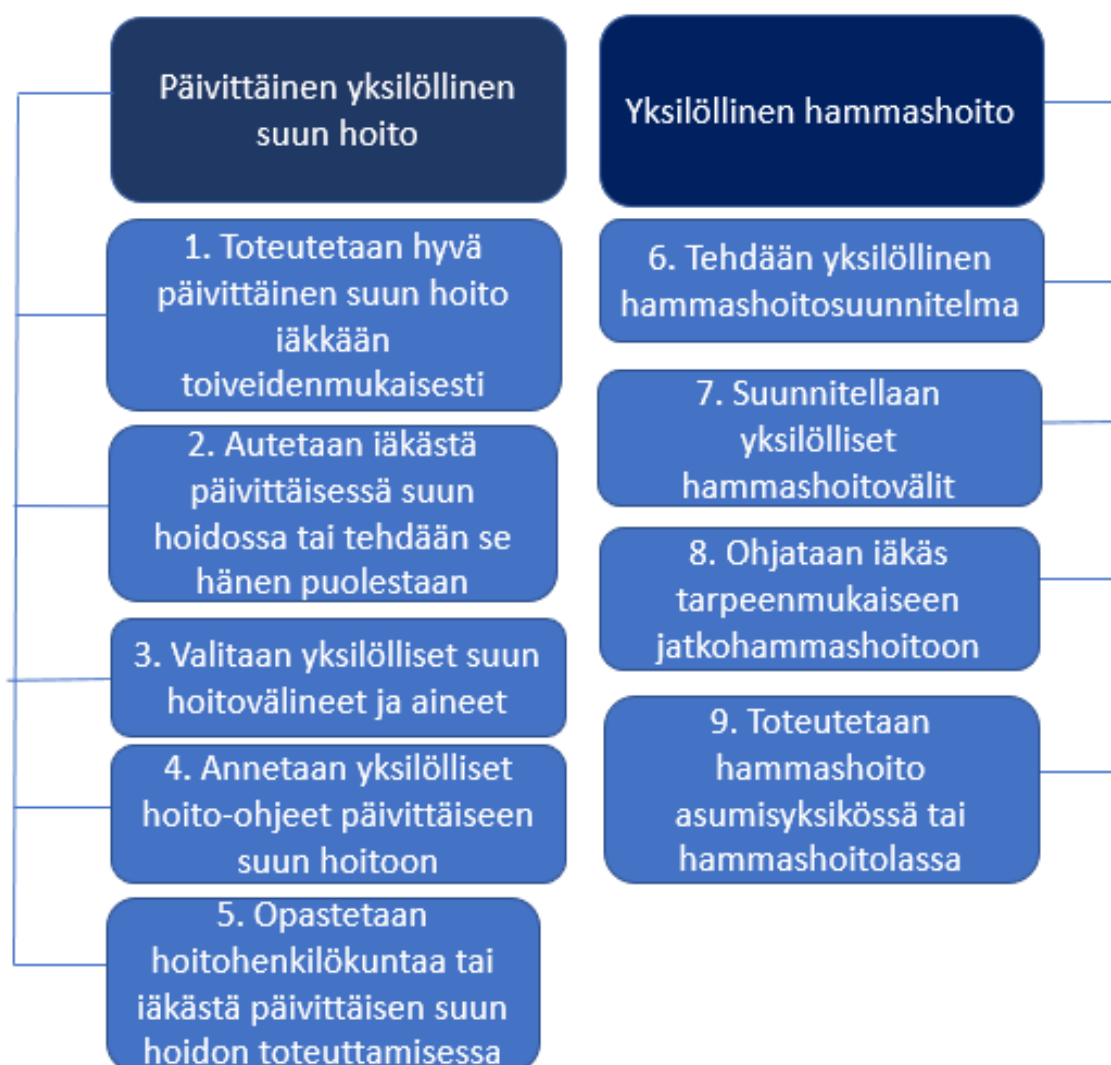 Päivittäinen yksilöllinen
suun hoito
1. Toteutetaan hyvä
päivittäinen suun hoito
iäkkään
toiveidenmukaisesti
2. Autetaan iäkästä
päivittäisessä suun
hoidossa tai tehdään se
hänen puolestaan
3. Valitaan yksilölliset suun
hoitovälineet ja aineet
4. Annetaan yksilölliset
hoito-ohjeet päivittäiseen
suun hoitoon
5. Opastetaan
hoitohenkilökuntaa tai
iäkästä päivittäisen suun
hoidon toteuttamisessa
Yksilöllinen hammashoito
6. Tehdään yksilöllinen
hammashoitosuunnitelma
7. Suunnitellaan
yksilölliset
hammashoitovälit
8. Ohjataan iäkäs
tarpeenmukaiseen
jatkohammashoitoon
9. Toteutetaan
hammashoito
asumisyksikössä tai
hammashoitolassa